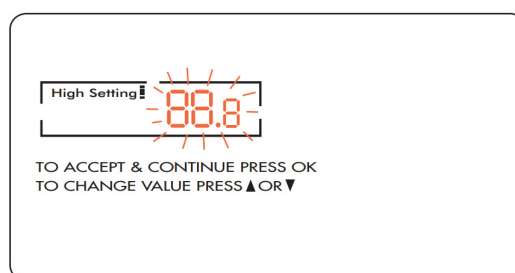 High Setting 88.8
TO ACCEPT & CONTINUE PRESS OK
TO CHANGE VALUE PRESS ▲ OR ▼